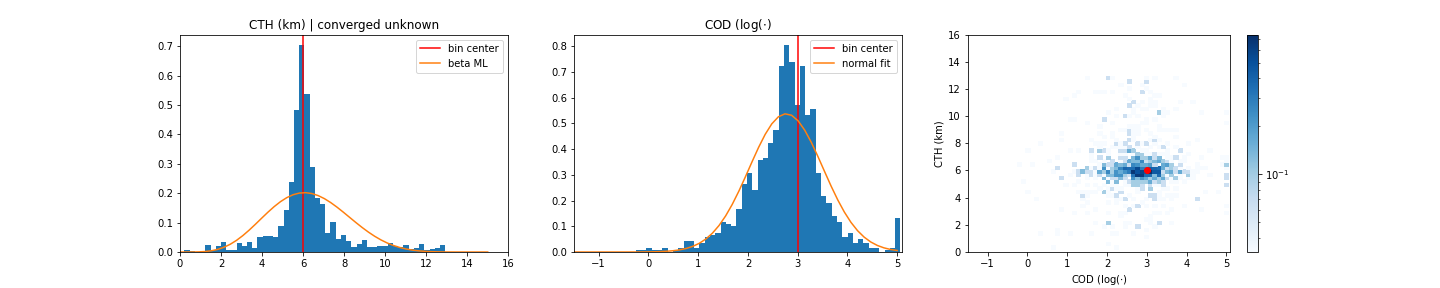 CTH (km) | converged unknown
0.7
0.6
0.5
0.4
0.3
0.2
0.1
0.0
0 2 4 6 8 10 12 14 16
bin center
beta ML
COD (log(·)
0.8
0.7
0.6
0.5
0.4
0.3
0.2
0.1
0.0
−1 0 1 2 3 4 5
bin center
normal fit
CTH (km)
16
14
12
10
8
6
4
2
0
−1 0 1 2 3 4 5
COD (log(·)
10⁻¹